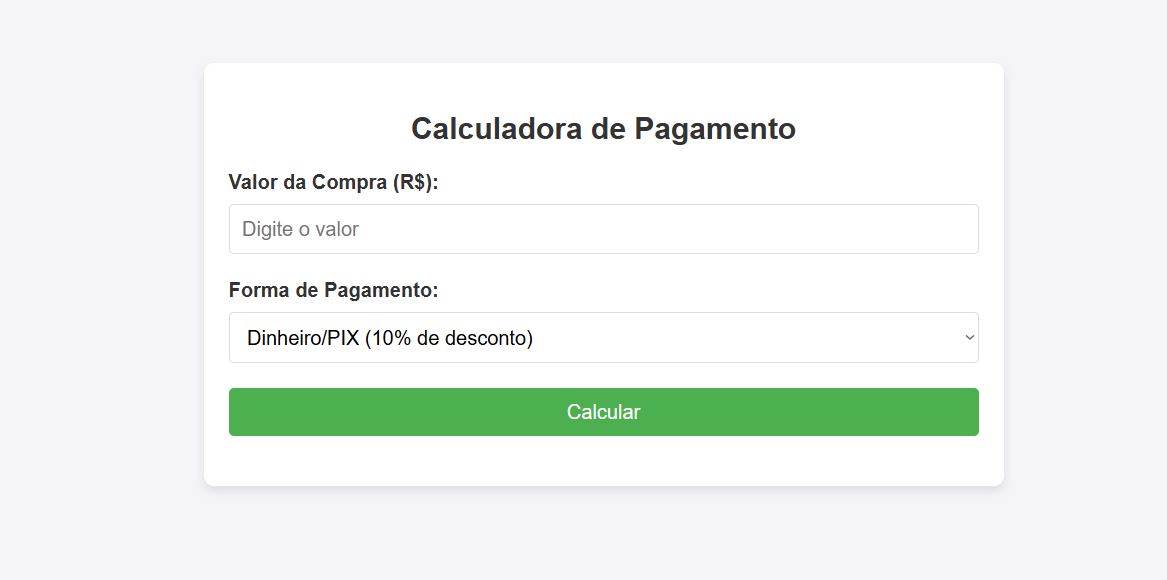 Calculadora de Pagamento
Valor da Compra (R$):
Digite o valor
Forma de Pagamento:
Dinheiro/PIX (10% de desconto)
Calcular